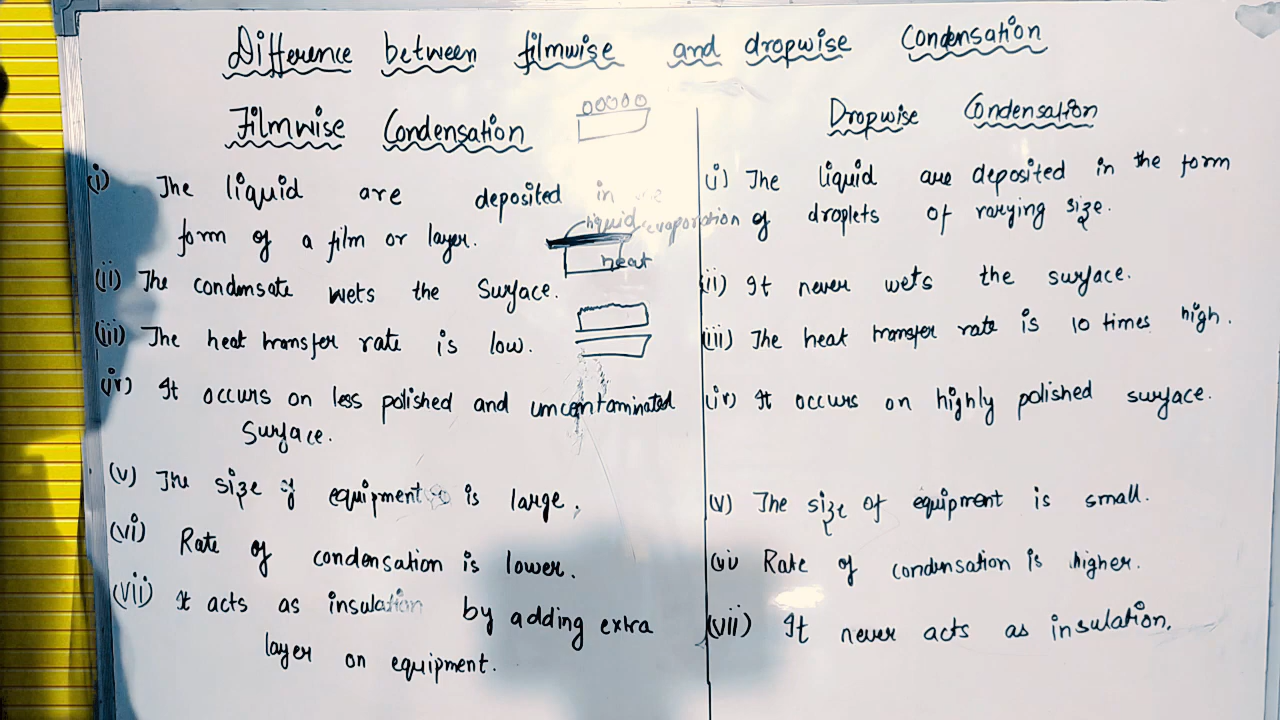 Difference between filmwise and dropwise Condensation
Filmwise Condensation
(i) The liquid are deposited in
form of a film or layer.
(ii) The condensate wets the Surface.
(iii) The heat transfer rate is low.
(iv) It occurs on less polished and uncontaminated
Surface.
(v) The size of equipment is large.
(vi) Rate of condensation is lower.
(vii) It acts as insulation by adding extra
layer on equipment.
liquid evaporation
heat
Dropwise Condensation
(i) The liquid are deposited in the form
of droplets of varying size.
(ii) It never wets the surface.
(iii) The heat transfer rate is 10 times high.
(iv) It occurs on highly polished surface.
(v) The size of equipment is small.
(vi Rate of condensation is higher.
(vii) It never acts as insulation.